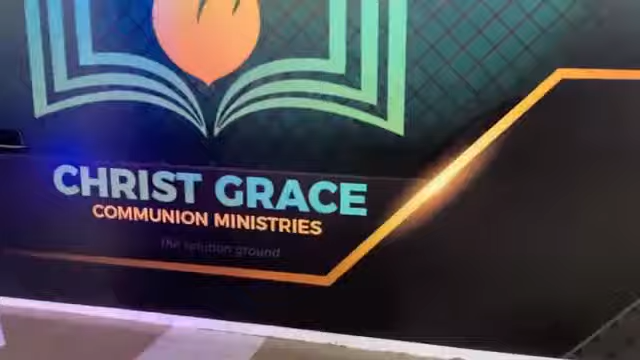 CHRIST GRACE
COMMUNION MINISTRIES
the solution ground